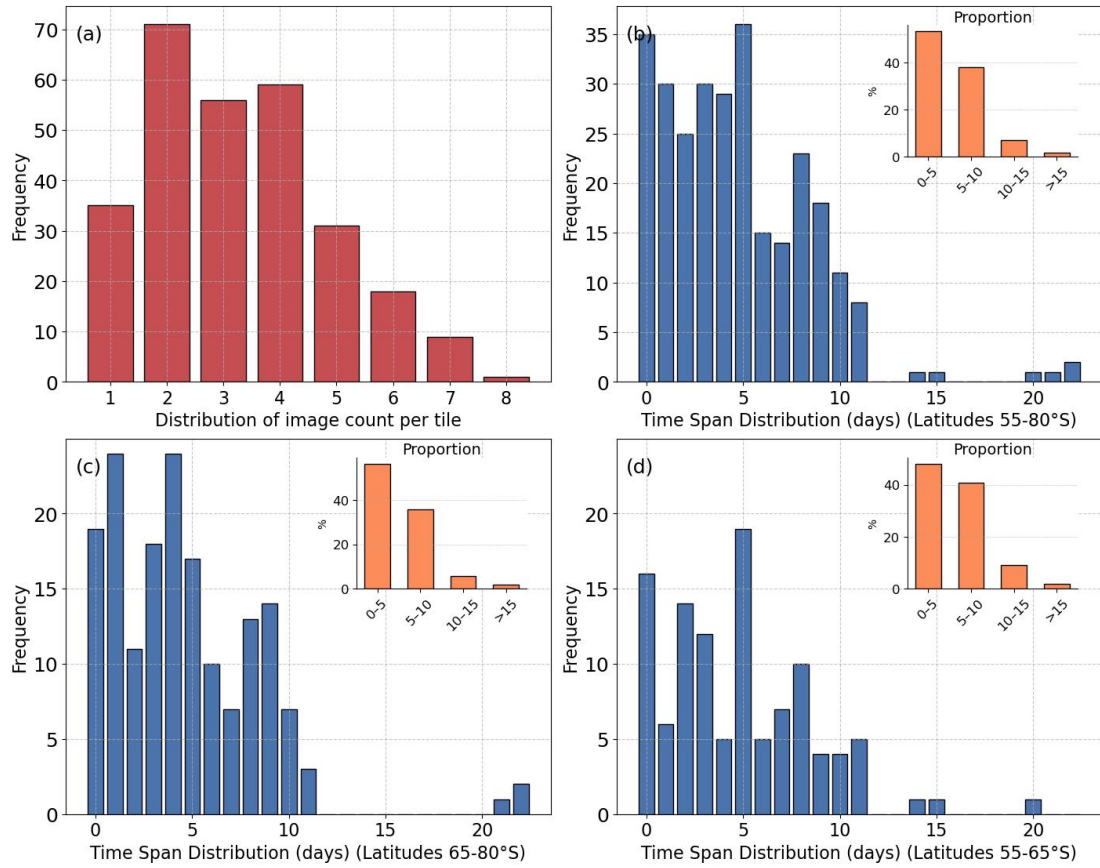 (a)
Frequency
70
60
50
40
30
20
10
0
1 2 3 4 5 6 7 8
Distribution of image count per tile
(b)
Frequency
35
30
25
20
15
10
5
0
0 5 10 15 20
Time Span Distribution (days) (Latitudes 55-80°S)
Proportion
%
40
20
0
0–5 5–10 10–15 >15
(c)
Frequency
20
15
10
5
0
0 5 10 15 20
Time Span Distribution (days) (Latitudes 65-80°S)
Proportion
%
40
20
0
0–5 5–10 10–15 >15
(d)
Frequency
20
15
10
5
0
0 5 10 15 20
Time Span Distribution (days) (Latitudes 55-65°S)
Proportion
%
40
20
0
0–5 5–10 10–15 >15